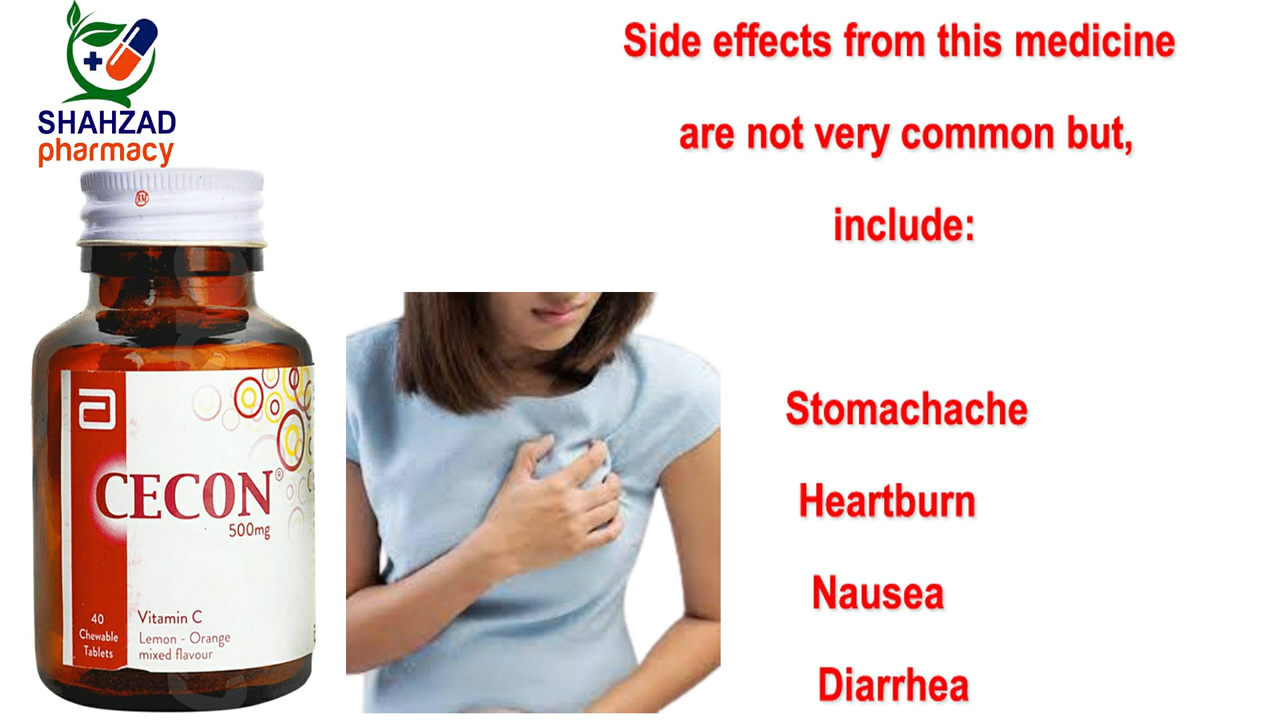 SHAHZAD
pharmacy
Side effects from this medicine
are not very common but,
include:
CECON®
500mg
40
Chewable
Tablets
Vitamin C
Lemon - Orange
mixed flavour
Stomachache
Heartburn
Nausea
Diarrhea